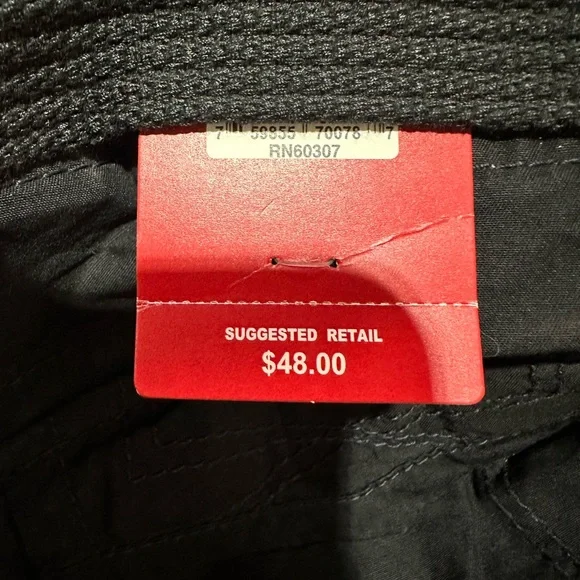 7 59855 70078 7
RN60307
SUGGESTED RETAIL
$48.00